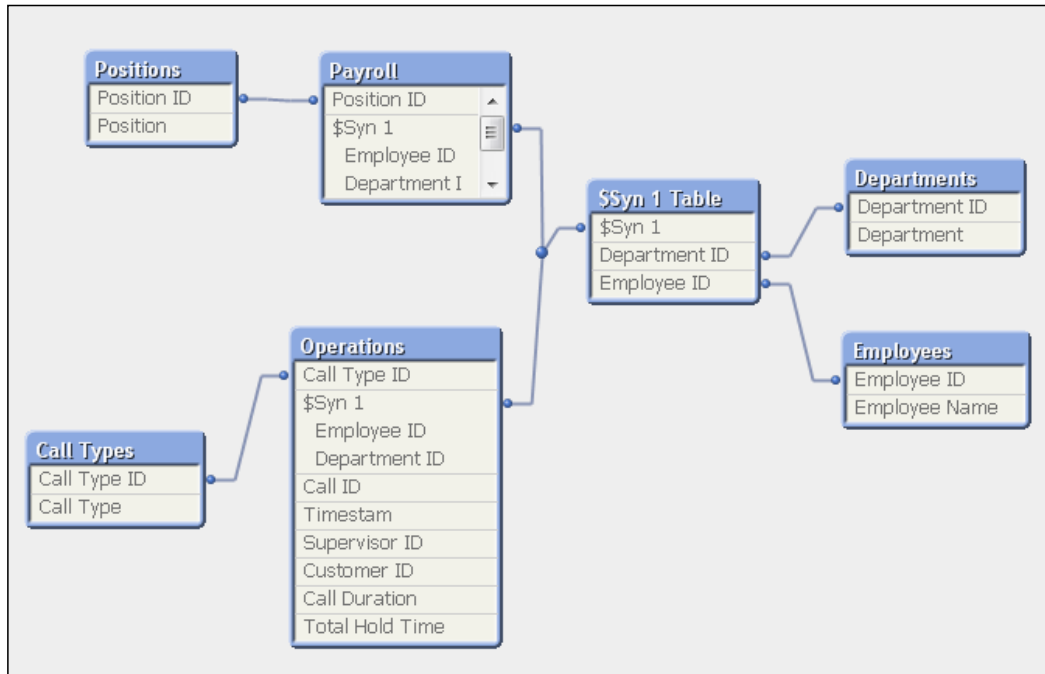 Positions
Position ID
Position
Payroll
Position ID
$Syn 1
Employee ID
Department I
$Syn 1 Table
$Syn 1
Department ID
Employee ID
Departments
Department ID
Department
Employees
Employee ID
Employee Name
Operations
Call Type ID
$Syn 1
Employee ID
Department ID
Call ID
Timestam
Supervisor ID
Customer ID
Call Duration
Total Hold Time
Call Types
Call Type ID
Call Type